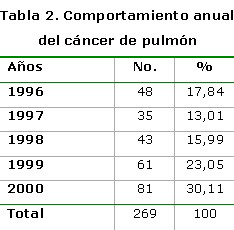 Tabla 2. Comportamiento anual
del cáncer de pulmón
Años No. %
1996 48 17,84
1997 35 13,01
1998 43 15,99
1999 61 23,05
2000 81 30,11
Total 269 100